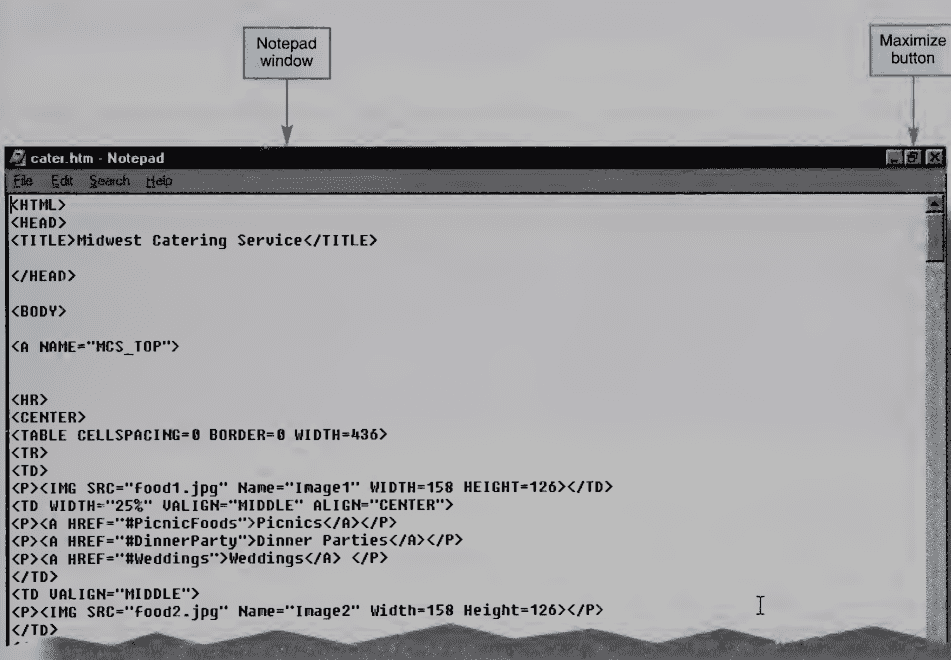 Notepad
window
Maximize
button
cater.htm - Notepad
File Edit Search Help
<HTML>
<HEAD>
<TITLE>Midwest Catering Service</TITLE>
</HEAD>
<BODY>
<A NAME="MCS_TOP">
<HR>
<CENTER>
<TABLE CELLSPACING=0 BORDER=0 WIDTH=436>
<TR>
<TD>
<P><IMG SRC="food1.jpg" Name="Image1" WIDTH=158 HEIGHT=126></TD>
<TD WIDTH="25%" VALIGN="MIDDLE" ALIGN="CENTER">
<P><A HREF="#PicnicFoods">Picnics</A></P>
<P><A HREF="#DinnerParty">Dinner Parties</A></P>
<P><A HREF="#Weddings">Weddings</A> </P>
</TD>
<TD VALIGN="MIDDLE">
<P><IMG SRC="food2.jpg" Name="Image2" Width=158 Height=126></P>
</TD>